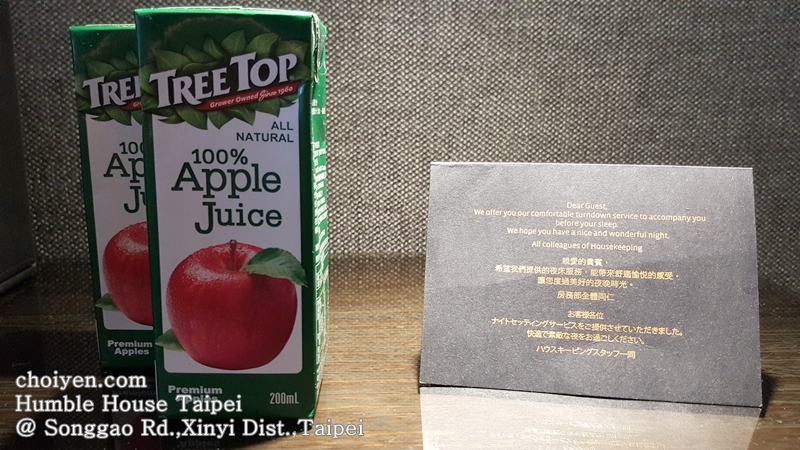 TREE TOP
Grower Owned Since 1960
ALL
NATURAL
100%
Apple
Juice
Premium
Apples
200mL
TREE
100
Ap
Ju
Premium
Apples
Dear Guest,
We offer you our comfortable turndown service to accompany you
before your sleep.
We hope you have a nice and wonderful night.
All colleagues of Housekeeping
親愛的貴賓,
希望我們提供的夜床服務,能帶來舒適愉悅的感受。
讓您度過美好的夜晚時光。
房務部全體同仁
お客様各位
ナイトセッティングサービスをご提供させていただきました。
快適で素敵な夜をお過ごしください。
ハウスキーピングスタッフ一同
choiyen.com
Humble House Taipei
@ Songgao Rd.,Xinyi Dist.,Taipei